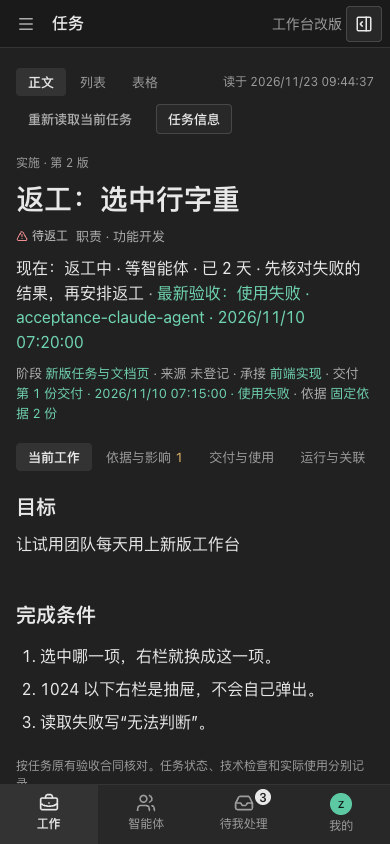 任务
工作台改版
正文 列表 表格 读于 2026/11/23 09:44:37
重新读取当前任务 任务信息
实施 · 第 2 版
返工：选中行字重
待返工 职责 · 功能开发
现在：返工中 · 等智能体 · 已 2 天 · 先核对失败的
结果，再安排返工 · 最新验收：使用失败 ·
acceptance-claude-agent · 2026/11/10
07:20:00
阶段 新版任务与文档页 · 来源 未登记 · 承接 前端实现 · 交付
第 1 份交付 · 2026/11/10 07:15:00 · 使用失败 · 依据 固定依
据 2 份
当前工作 依据与影响 1 交付与使用 运行与关联
目标
让试用团队每天用上新版工作台
完成条件
1. 选中哪一项，右栏就换成这一项。
2. 1024 以下右栏是抽屉，不会自己弹出。
3. 读取失败写“无法判断”。
按任务原有验收合同核对。任务状态、技术检查和实际使用分别记
录
3
z
工作 智能体 待我处理 我的